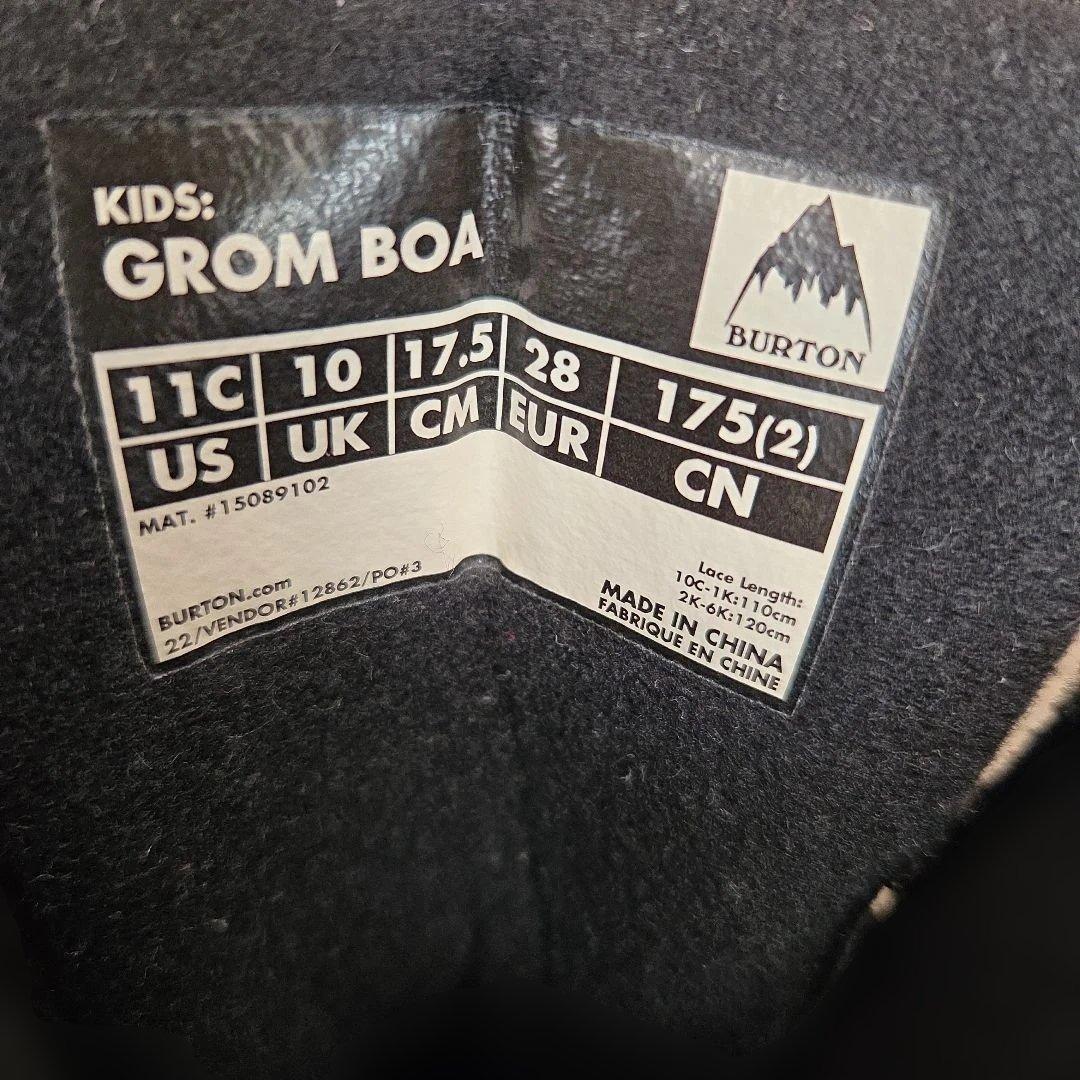 KIDS:
GROM BOA
BURTON
11C 10 17.5 28 175(2)
US UK CM EUR CN
MAT. #15089102
BURTON.com
22/VENDOR#12862/PO#3
Lace Length:
10C-1K:110cm
2K-6K:120cm
MADE IN CHINA
FABRIQUE EN CHINE